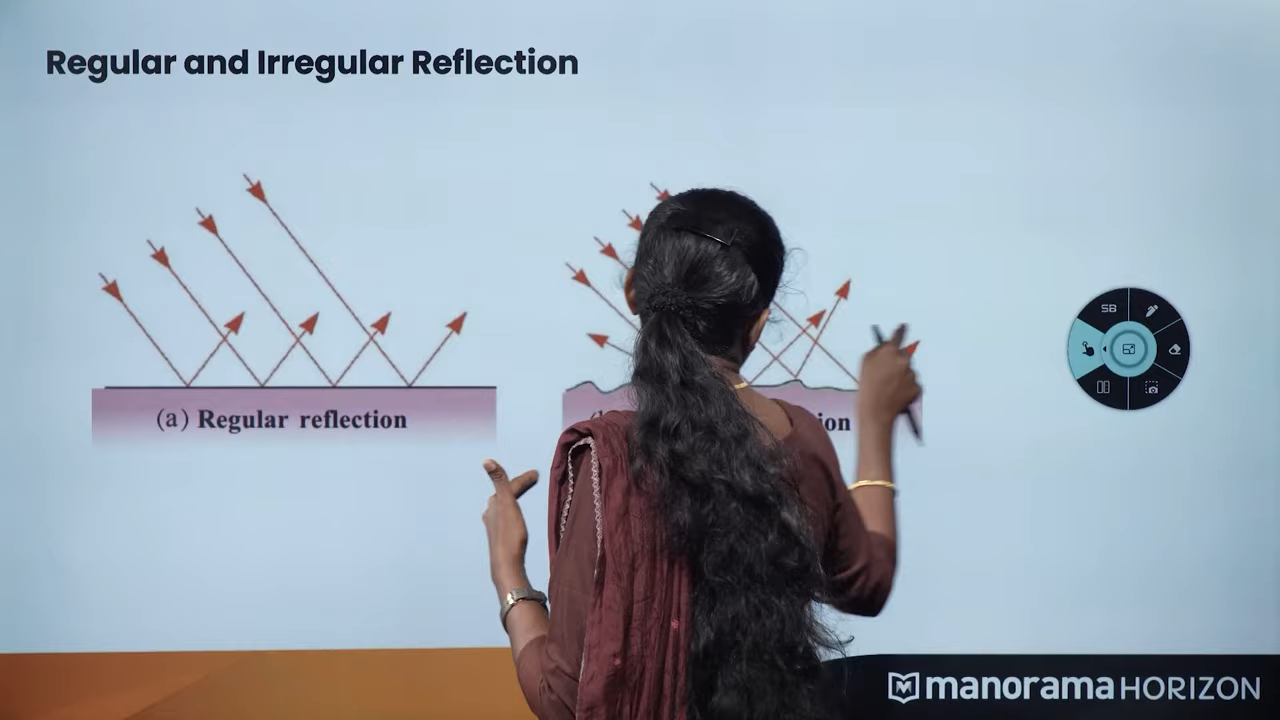 Regular and Irregular Reflection
(a) Regular reflection
SB
manorama HORIZON